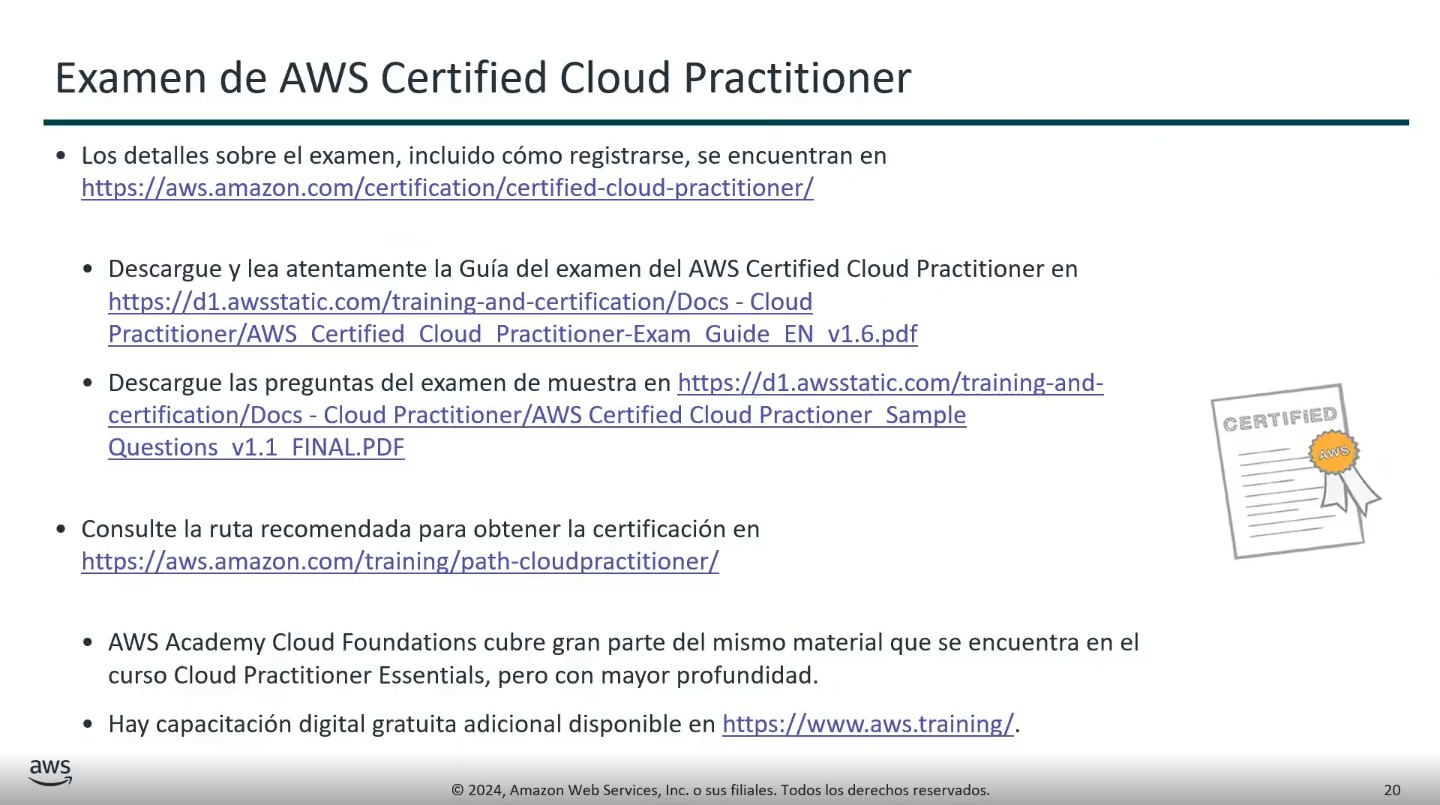 Examen de AWS Certified Cloud Practitioner
• Los detalles sobre el examen, incluido cómo registrarse, se encuentran en
https://aws.amazon.com/certification/certified-cloud-practitioner/
• Descargue y lea atentamente la Guía del examen del AWS Certified Cloud Practitioner en
https://d1.awsstatic.com/training-and-certification/Docs - Cloud
Practitioner/AWS_Certified_Cloud_Practitioner-Exam_Guide_EN_v1.6.pdf
• Descargue las preguntas del examen de muestra en https://d1.awsstatic.com/training-and-
certification/Docs - Cloud Practitioner/AWS Certified Cloud Practioner_Sample
Questions_v1.1_FINAL.PDF
CERTIFIED
AWS
• Consulte la ruta recomendada para obtener la certificación en
https://aws.amazon.com/training/path-cloudpractitioner/
• AWS Academy Cloud Foundations cubre gran parte del mismo material que se encuentra en el
curso Cloud Practitioner Essentials, pero con mayor profundidad.
• Hay capacitación digital gratuita adicional disponible en https://www.aws.training/.
aws
© 2024, Amazon Web Services, Inc. o sus filiales. Todos los derechos reservados.
20